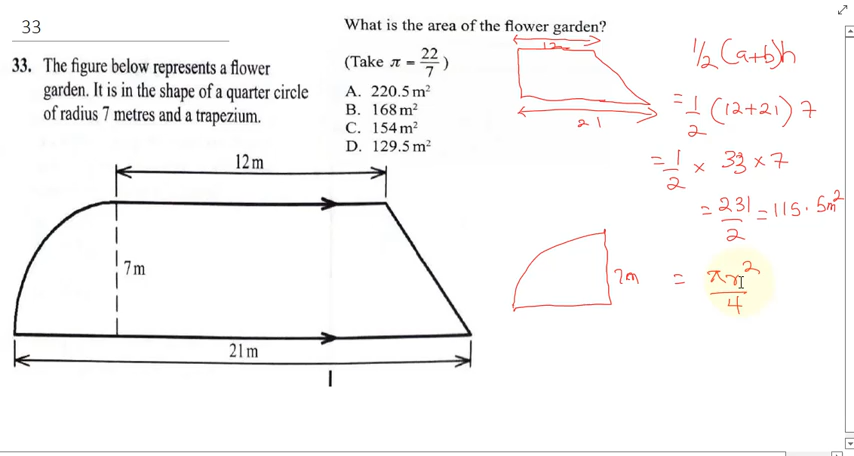 33
33. The figure below represents a flower
garden. It is in the shape of a quarter circle
of radius 7 metres and a trapezium.
12m
7m
21m
What is the area of the flower garden?
(Take π = 22/7)
A. 220.5 m²
B. 168 m²
C. 154 m²
D. 129.5 m²
12
21
1/2 (a+b)h
= 1/2 (12+21) 7
= 1/2 × 33 × 7
= 231/2 = 115.5m²
7m
= πr²/4